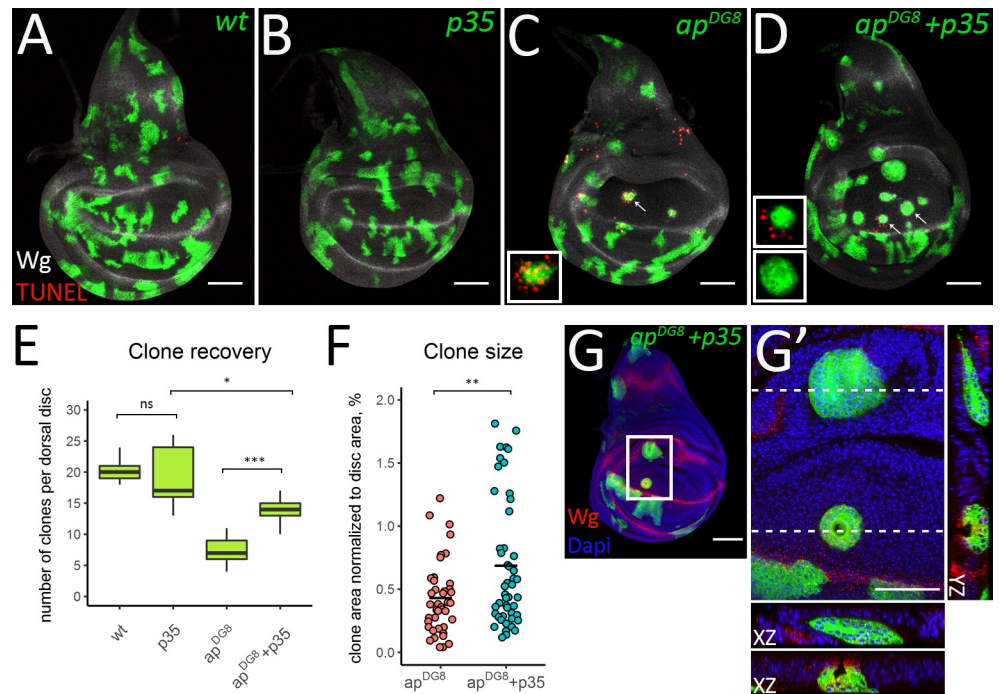 A wt
B p35
C ap^DG8
D ap^DG8 +p35
Wg
TUNEL
E Clone recovery
number of clones per dorsal disc
30
25
20
15
10
5
0
ns
*
***
wt
p35
ap^DG8
ap^DG8+p35
F Clone size
clone area normalized to disc area, %
2.0
1.5
1.0
0.5
0.0
**
ap^DG8
ap^DG8+p35
G ap^DG8 +p35
Wg
Dapi
G'
YZ
XZ
XZ